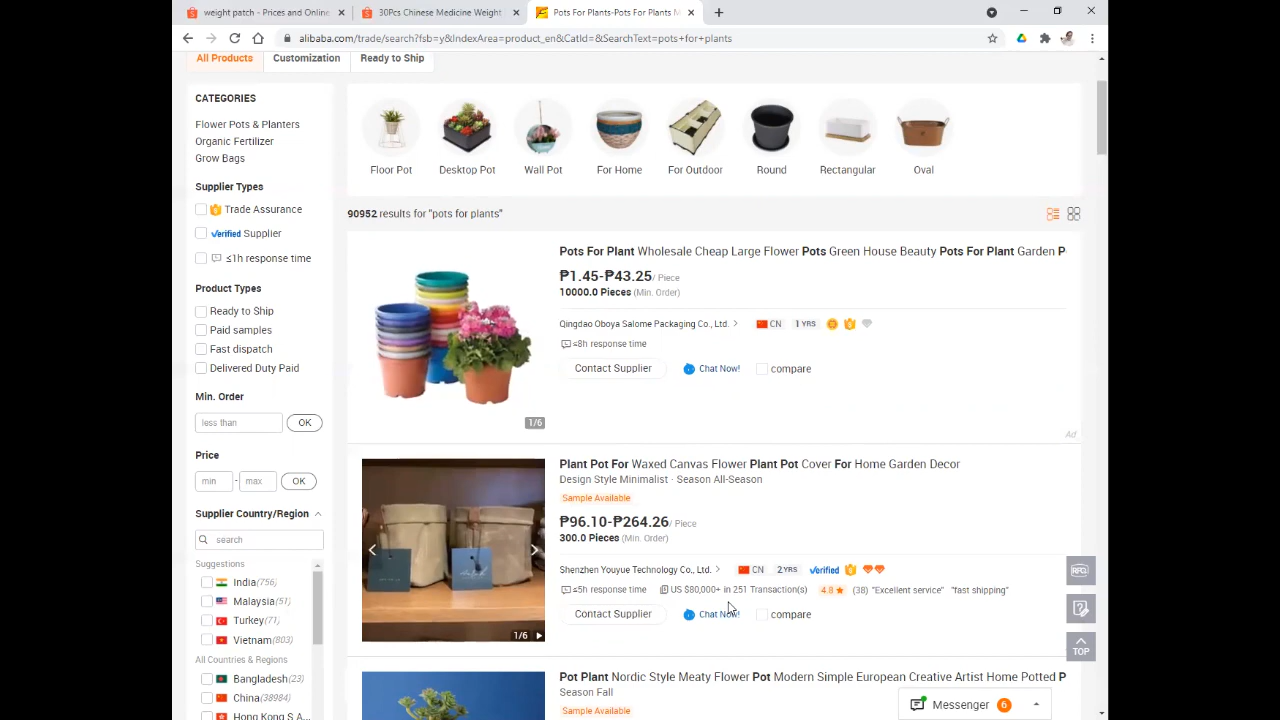 weight patch - Prices and Online
30Pcs Chinese Medicine Weight
Pots For Plants-Pots For Plants M
alibaba.com/trade/search?fsb=y&IndexArea=product_en&CatId=&SearchText=pots+for+plants
All Products
Customization
Ready to Ship
CATEGORIES
Flower Pots & Planters
Organic Fertilizer
Grow Bags
Supplier Types
Trade Assurance
Verified Supplier
≤1h response time
Product Types
Ready to Ship
Paid samples
Fast dispatch
Delivered Duty Paid
Min. Order
less than
OK
Price
min
-
max
OK
Supplier Country/Region
search
Suggestions
India(756)
Malaysia(51)
Turkey(71)
Vietnam(803)
All Countries & Regions
Bangladesh(23)
China(38984)
Hong Kong S A...
Floor Pot
Desktop Pot
Wall Pot
For Home
For Outdoor
Round
Rectangular
Oval
90952 results for "pots for plants"
Pots For Plant Wholesale Cheap Large Flower Pots Green House Beauty Pots For Plant Garden P
₱1.45-₱43.25/ Piece
10000.0 Pieces (Min. Order)
Qingdao Oboya Salome Packaging Co., Ltd.
CN
1 YRS
≤8h response time
Contact Supplier
Chat Now!
compare
1/6
Ad
Plant Pot For Waxed Canvas Flower Plant Pot Cover For Home Garden Decor
Design Style Minimalist · Season All-Season
Sample Available
₱96.10-₱264.26/ Piece
300.0 Pieces (Min. Order)
Shenzhen Youyue Technology Co., Ltd.
CN
2 YRS
Verified
≤5h response time
US $80,000+ in 251 Transaction(s)
4.8
(38)
"Excellent service"
"fast shipping"
Contact Supplier
Chat Now!
compare
1/6
Pot Plant Nordic Style Meaty Flower Pot Modern Simple European Creative Artist Home Potted P
Season Fall
Sample Available
RFQ
TOP
Messenger
6